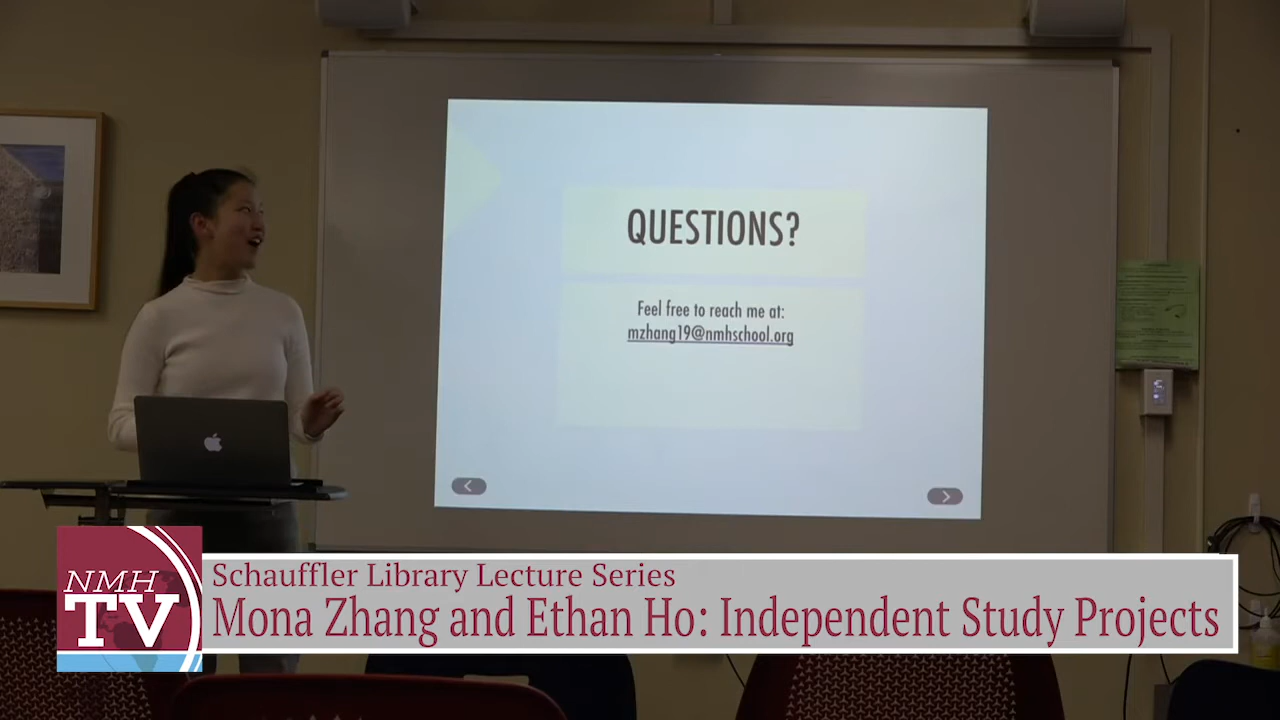 QUESTIONS?
Feel free to reach me at:
mzhang19@nmhschool.org
NMH
TV
Schauffler Library Lecture Series
Mona Zhang and Ethan Ho: Independent Study Projects